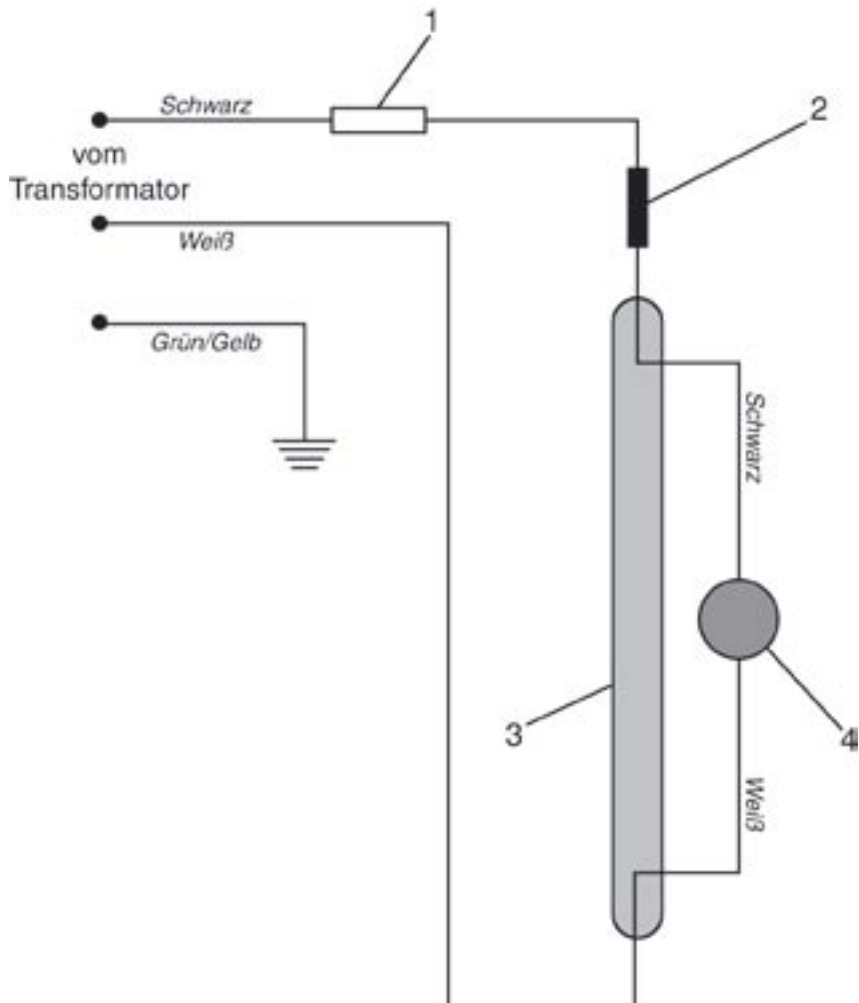 1
Schwarz
2
vom
Transformator
Weiß
Grün/Gelb
Schwarz
3
4
Weiß